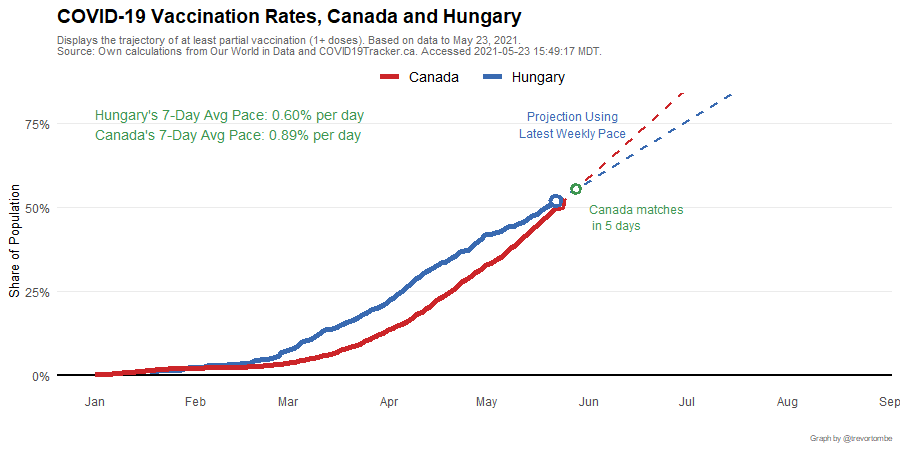 COVID-19 Vaccination Rates, Canada and Hungary
Displays the trajectory of at least partial vaccination (1+ doses). Based on data to May 23, 2021.
Source: Own calculations from Our World in Data and COVID19Tracker.ca. Accessed 2021-05-23 15:49:17 MDT.
Canada
Hungary
Hungary's 7-Day Avg Pace: 0.60% per day
Canada's 7-Day Avg Pace: 0.89% per day
Projection Using
Latest Weekly Pace
Canada matches
in 5 days
Share of Population
75%
50%
25%
0%
Jan
Feb
Mar
Apr
May
Jun
Jul
Aug
Sep
Graph by @trevortombe